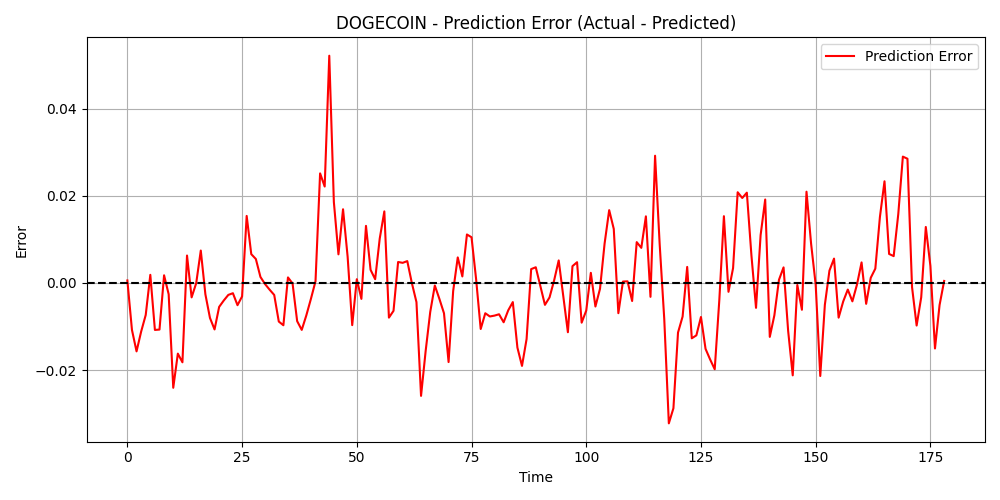 DOGECOIN - Prediction Error (Actual - Predicted)
Prediction Error
Error
0.04
0.02
0.00
−0.02
0 25 50 75 100 125 150 175
Time